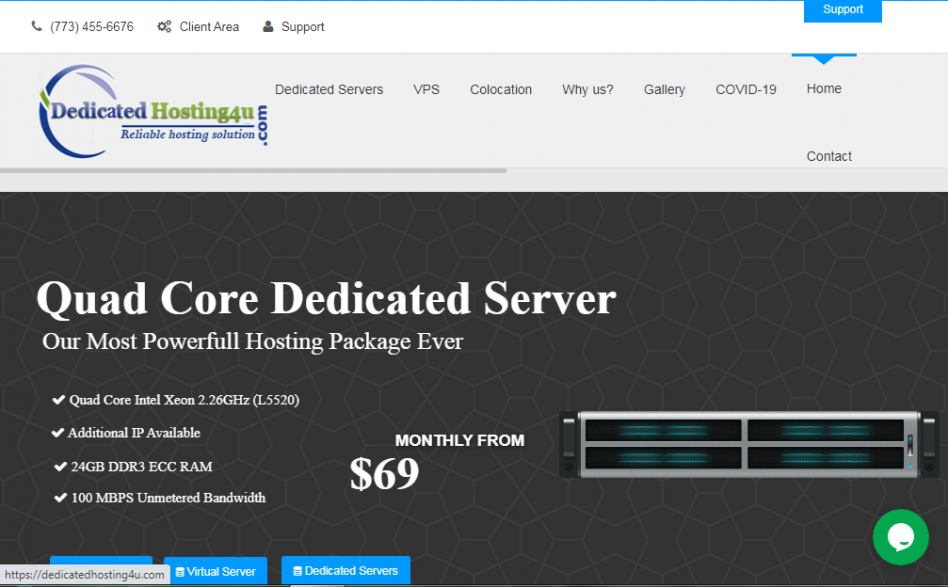 Support
(773) 455-6676 Client Area Support
Dedicated Hosting4u.com
Reliable hosting solution
Dedicated Servers VPS Colocation Why us? Gallery COVID-19 Home
Contact
Quad Core Dedicated Server
Our Most Powerfull Hosting Package Ever
Quad Core Intel Xeon 2.26GHz (L5520)
Additional IP Available
24GB DDR3 ECC RAM
100 MBPS Unmetered Bandwidth
MONTHLY FROM
$69
Virtual Server Dedicated Servers
https://dedicatedhosting4u.com